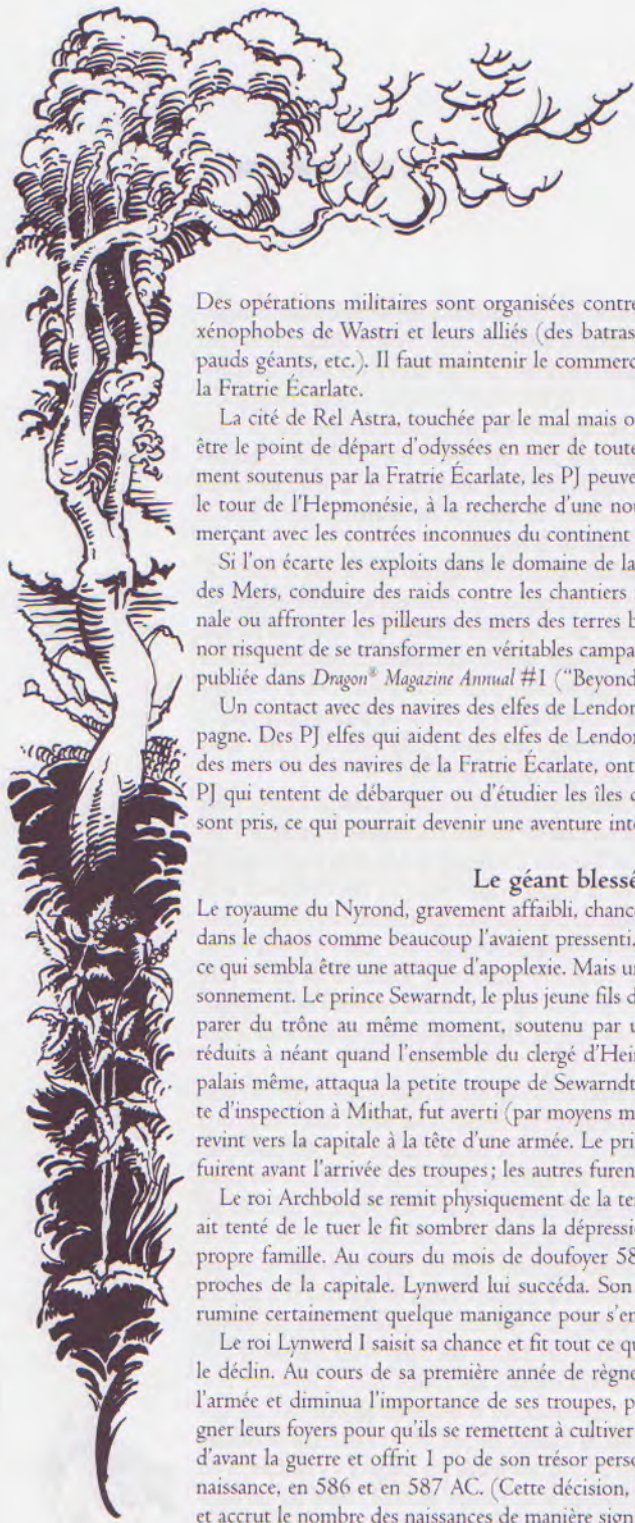 Des opérations militaires sont organisées contre
xénophobes de Wastri et leurs alliés (des batras
pauds géants, etc.). Il faut maintenir le commerc
la Fratrie Écarlate.
La cité de Rel Astra, touchée par le mal mais o
être le point de départ d'odyssées en mer de toute
ment soutenus par la Fratrie Écarlate, les PJ peuve
le tour de l'Hepmonésie, à la recherche d'une nou
merçant avec les contrées inconnues du continent
Si l'on écarte les exploits dans le domaine de la
des Mers, conduire des raids contre les chantiers
nale ou affronter les pilleurs des mers des terres b
nor risquent de se transformer en véritables campa
publiée dans Dragon® Magazine Annual #1 ("Beyond
Un contact avec des navires des elfes de Lendor
pagne. Des PJ elfes qui aident des elfes de Lendor
des mers ou des navires de la Fratrie Écarlate, ont
PJ qui tentent de débarquer ou d'étudier les îles d
sont pris, ce qui pourrait devenir une aventure inté
Le géant blessé
Le royaume du Nyrond, gravement affaibli, chance
dans le chaos comme beaucoup l'avaient pressenti.
ce qui sembla être une attaque d'apoplexie. Mais un
sonnement. Le prince Sewarndt, le plus jeune fils d
parer du trône au même moment, soutenu par u
réduits à néant quand l'ensemble du clergé d'Heir
palais même, attaqua la petite troupe de Sewarndt
te d'inspection à Mithat, fut averti (par moyens m
revint vers la capitale à la tête d'une armée. Le pri
fuirent avant l'arrivée des troupes; les autres furen
Le roi Archbold se remit physiquement de la te
ait tenté de le tuer le fit sombrer dans la dépressi
propre famille. Au cours du mois de doufoyer 58
proches de la capitale. Lynwerd lui succéda. Son
rumine certainement quelque manigance pour s'en
Le roi Lynwerd I saisit sa chance et fit tout ce qu
le déclin. Au cours de sa première année de règne
l'armée et diminua l'importance de ses troupes, p
gner leurs foyers pour qu'ils se remettent à cultiver
d'avant la guerre et offrit 1 po de son trésor perso
naissance, en 586 et en 587 AC. (Cette décision,
et accrut le nombre des naissances de manière sign